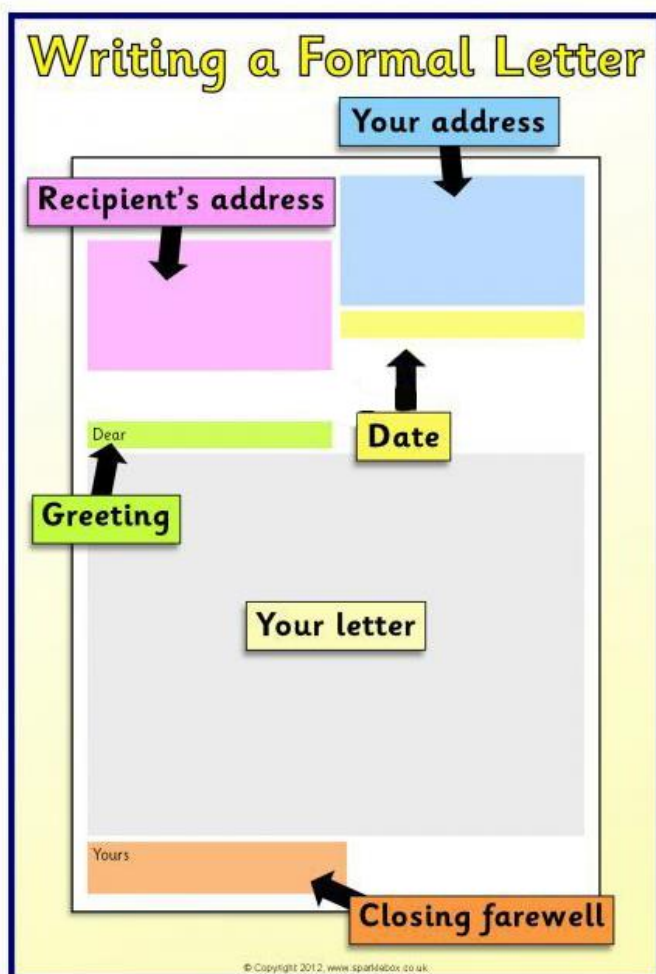 Writing a Formal Letter
Your address
Recipient's address
Date
Dear
Greeting
Your letter
Yours
Closing farewell
© Copyright 2012, www.sparklebox.co.uk